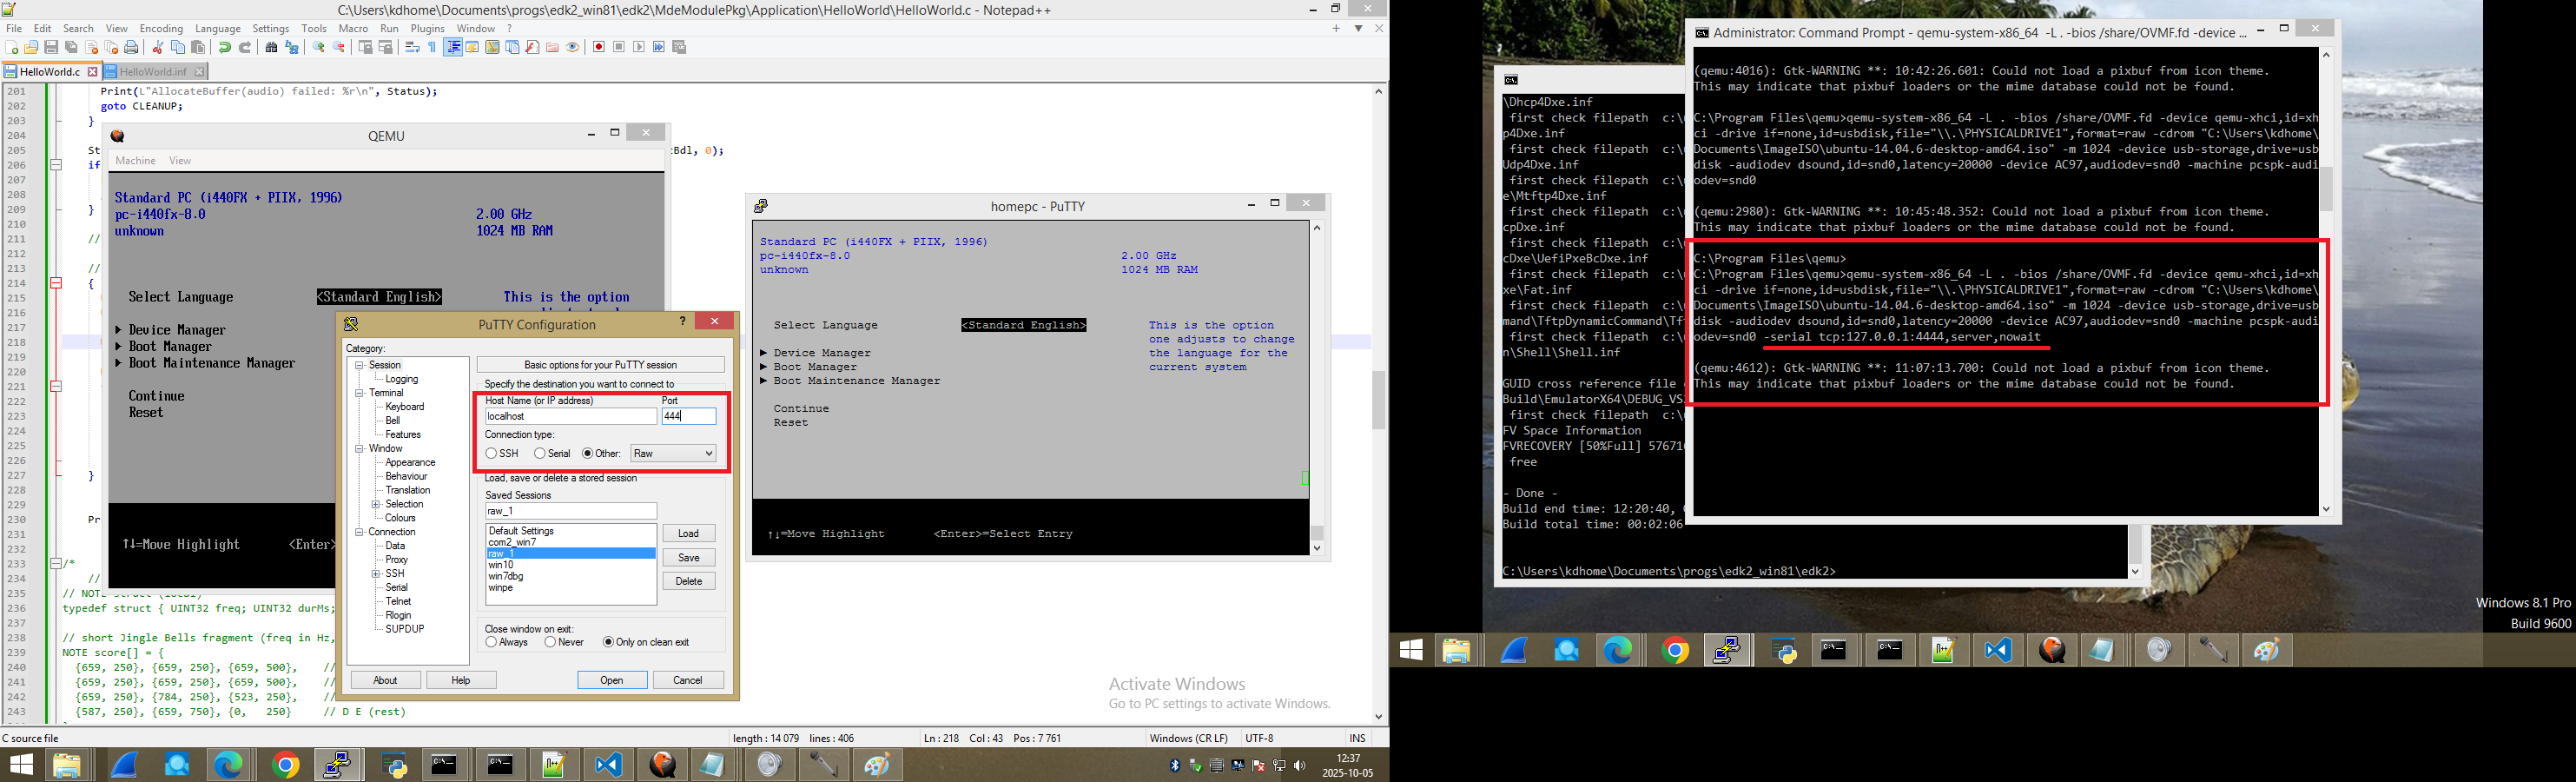 C:\Users\kdhome\Documents\progs\edk2_win81\edk2\MdeModulePkg\Application\HelloWorld\HelloWorld.c - Notepad++
File Edit Search View Encoding Language Settings Tools Macro Run Plugins Window ?
HelloWorld.c HelloWorld.inf
201 Print(L"AllocateBuffer(audio) failed: %r\n", Status);
202 goto CLEANUP;
203 }
204
205 St Bdl, 0);
206 if
207
208
209 }
210
211 //
212
213 //
214 {
215
216
217
218
219
220
221
222
223
224
225
226
227 }
228
229
230 Pr
231
232
233 /*
234 //
235
236 typedef struct { UINT32 freq; UINT32 durMs;
237
238 // short Jingle Bells fragment (freq in Hz,
239 NOTE score[] = {
240 {659, 250}, {659, 250}, {659, 500}, //
241 {659, 250}, {659, 250}, {659, 500}, //
242 {659, 250}, {784, 250}, {523, 250}, //
243 {587, 250}, {659, 750}, {0, 250} // D E (rest)
C source file length : 14 079 lines : 406 Ln : 218 Col : 43 Pos : 7 761 Windows (CR LF) UTF-8 INS
QEMU
Machine View
Standard PC (i440FX + PIIX, 1996)
pc-i440fx-8.0 2.00 GHz
unknown 1024 MB RAM
Select Language <Standard English> This is the option
Device Manager
Boot Manager
Boot Maintenance Manager
Continue
Reset
↑↓=Move Highlight <Enter>
PuTTY Configuration
? 
Category:
Session
Logging
Terminal
Keyboard
Bell
Features
Window
Appearance
Behaviour
Translation
Selection
Colours
Connection
Data
Proxy
SSH
Serial
Telnet
Rlogin
SUPDUP
Basic options for your PuTTY session
Specify the destination you want to connect to
Host Name (or IP address) Port
localhost 444
Connection type:
SSH Serial Other: Raw
Load, save or delete a stored session
Saved Sessions
raw_1
Default Settings
com2_win7
raw_1
win10
win7dbg
winpe
Load
Save
Delete
Close window on exit:
Always Never Only on clean exit
About Help Open Cancel
homepc - PuTTY
Standard PC (i440FX + PIIX, 1996)
pc-i440fx-8.0 2.00 GHz
unknown 1024 MB RAM
Select Language <Standard English> This is the option
one adjusts to change
Device Manager the language for the
Boot Manager current system
Boot Maintenance Manager
Continue
Reset
↑↓=Move Highlight <Enter>=Select Entry
Activate Windows
Go to PC settings to activate Windows.
12:37
2025-10-05
\Dhcp4Dxe.inf
first check filepath c:\
p4Dxe.inf
first check filepath c:\
Udp4Dxe.inf
first check filepath c:\
e\Mtftp4Dxe.inf
first check filepath c:\
cpDxe.inf
first check filepath c:\
cDxe\UefiPxeBcDxe.inf
first check filepath c:\
xe\Fat.inf
first check filepath c:\
mand\TftpDynamicCommand\Tf
first check filepath c:\
n\Shell\Shell.inf
GUID cross reference file
Build\EmulatorX64\DEBUG_VS
first check filepath c:\
FV Space Information
FVRECOVERY [50%Full] 57671
free
- Done -
Build end time: 12:20:40,
Build total time: 00:02:06
C:\Users\kdhome\Documents\progs\edk2_win81\edk2>
Administrator: Command Prompt - qemu-system-x86_64 -L . -bios /share/OVMF.fd -device ...
(qemu:4016): Gtk-WARNING **: 10:42:26.601: Could not load a pixbuf from icon theme.
This may indicate that pixbuf loaders or the mime database could not be found.
C:\Program Files\qemu>qemu-system-x86_64 -L . -bios /share/OVMF.fd -device qemu-xhci,id=xh
ci -drive if=none,id=usbdisk,file="\\.\PHYSICALDRIVE1",format=raw -cdrom "C:\Users\kdhome\
Documents\ImageISO\ubuntu-14.04.6-desktop-amd64.iso" -m 1024 -device usb-storage,drive=usb
disk -audiodev dsound,id=snd0,latency=20000 -device AC97,audiodev=snd0 -machine pcspk-audi
odev=snd0
(qemu:2980): Gtk-WARNING **: 10:45:48.352: Could not load a pixbuf from icon theme.
This may indicate that pixbuf loaders or the mime database could not be found.
C:\Program Files\qemu>
C:\Program Files\qemu>qemu-system-x86_64 -L . -bios /share/OVMF.fd -device qemu-xhci,id=xh
ci -drive if=none,id=usbdisk,file="\\.\PHYSICALDRIVE1",format=raw -cdrom "C:\Users\kdhome\
Documents\ImageISO\ubuntu-14.04.6-desktop-amd64.iso" -m 1024 -device usb-storage,drive=usb
disk -audiodev dsound,id=snd0,latency=20000 -device AC97,audiodev=snd0 -machine pcspk-audi
odev=snd0 -serial tcp:127.0.0.1:4444,server,nowait
(qemu:4612): Gtk-WARNING **: 11:07:13.700: Could not load a pixbuf from icon theme.
This may indicate that pixbuf loaders or the mime database could not be found.
Windows 8.1 Pro
Build 9600